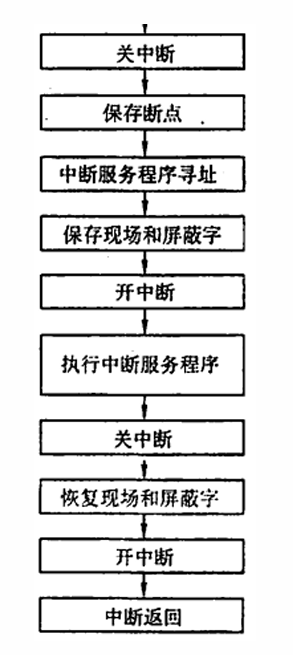 关中断
保存断点
中断服务程序寻址
保存现场和屏蔽字
开中断
执行中断服务程序
关中断
恢复现场和屏蔽字
开中断
中断返回